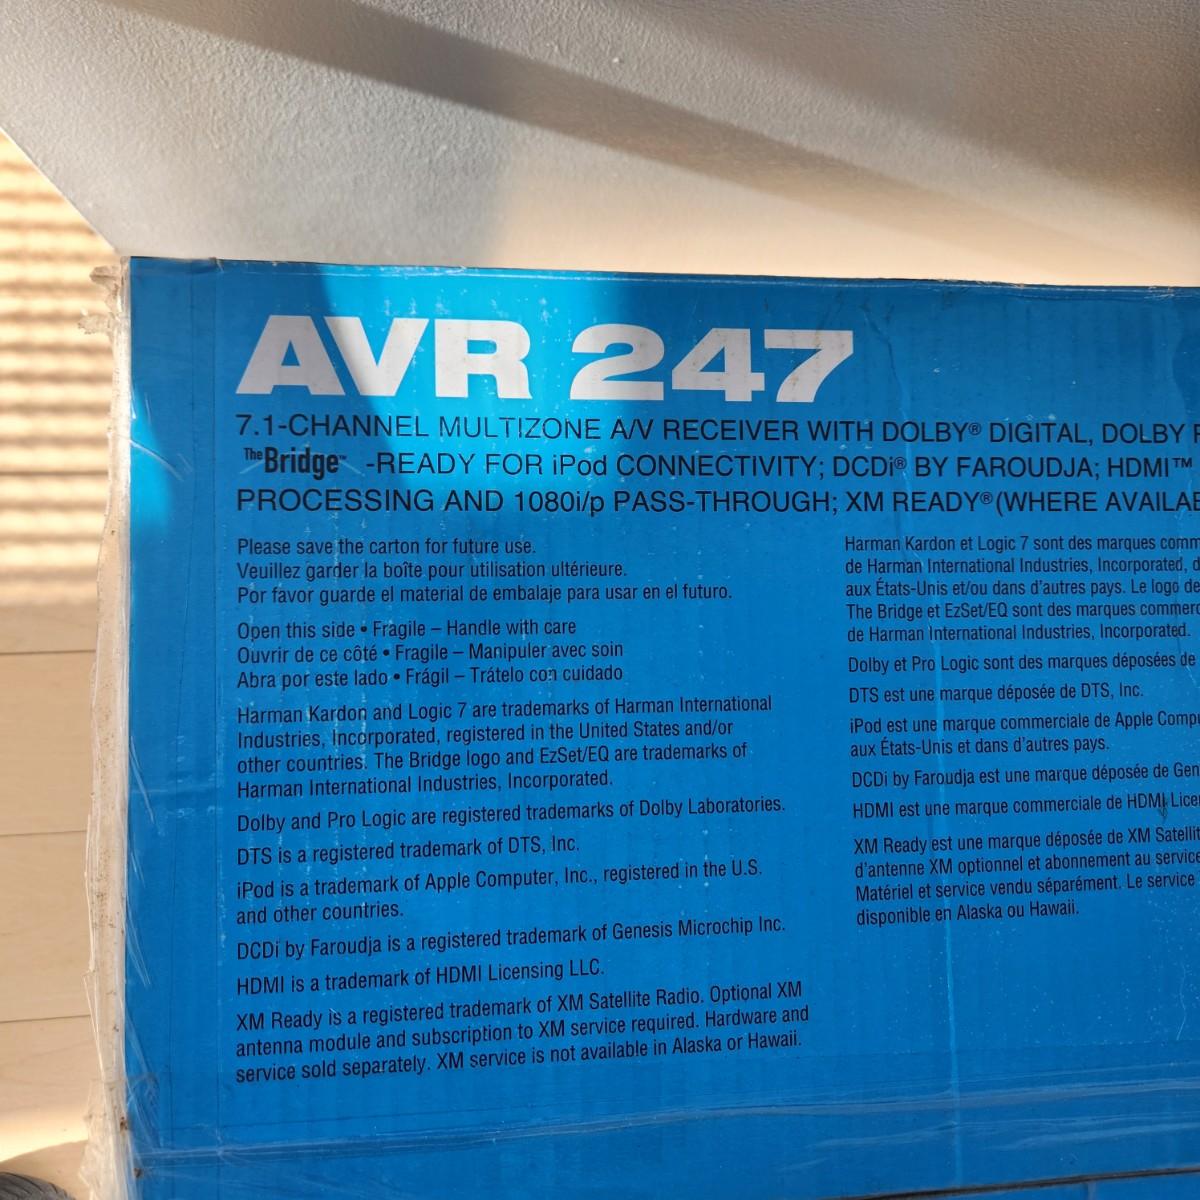 AVR 247
7.1-CHANNEL MULTIZONE A/V RECEIVER WITH DOLBY® DIGITAL, DOLBY
The Bridge™ -READY FOR iPod CONNECTIVITY; DCDi® BY FAROUDJA; HDMI™
PROCESSING AND 1080i/p PASS-THROUGH; XM READY® (WHERE
Please save the carton for future use.
Veuillez garder la boîte pour utilisation ultérieure.
Por favor guarde el material de embalaje para usar en el futuro.
Open this side • Fragile – Handle with care
Ouvrir de ce côté • Fragile – Manipuler avec soin
Abra por este lado • Frágil – Trátelo con cuidado
Harman Kardon and Logic 7 are trademarks of Harman International
Industries, Incorporated, registered in the United States and/or
other countries. The Bridge logo and EzSet/EQ are trademarks of
Harman International Industries, Incorporated.
Dolby and Pro Logic are registered trademarks of Dolby Laboratories.
DTS is a registered trademark of DTS, Inc.
iPod is a trademark of Apple Computer, Inc., registered in the U.S.
and other countries.
DCDi by Faroudja is a registered trademark of Genesis Microchip Inc.
HDMI is a trademark of HDMI Licensing LLC.
XM Ready is a registered trademark of XM Satellite Radio. Optional XM
antenna module and subscription to XM service required. Hardware and
service sold separately. XM service is not available in Alaska or Hawaii.
Harman Kardon et Logic 7 sont des marques
de Harman International Industries, Incorporated,
aux États-Unis et/ou dans d'autres pays. Le logo de
The Bridge et EzSet/EQ sont des marques
de Harman International Industries, Incorporated.
Dolby et Pro Logic sont des marques déposées de
DTS est une marque déposée de DTS, Inc.
iPod est une marque commerciale de Apple
aux États-Unis et dans d'autres pays.
DCDi by Faroudja est une marque déposée de
HDMI est une marque commerciale de HDMI
XM Ready est une marque déposée de XM
d'antenne XM optionnel et abonnement au service
Matériel et service vendu séparément. Le service
disponible en Alaska ou Hawaii.